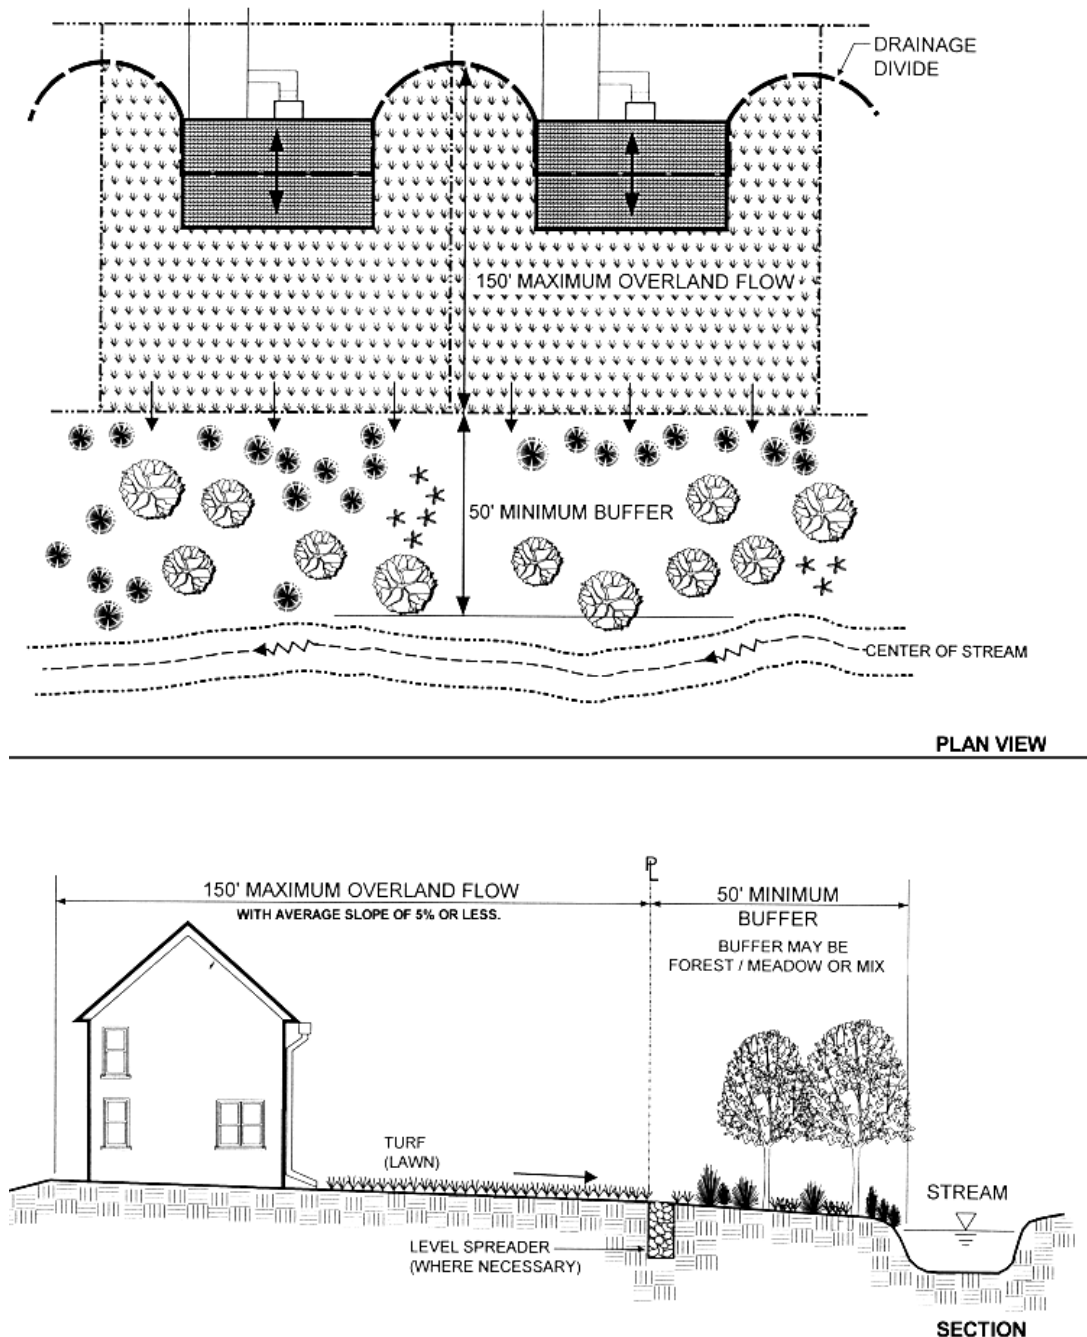 DRAINAGE
DIVIDE
150' MAXIMUM OVERLAND FLOW
50' MINIMUM BUFFER
CENTER OF STREAM
PLAN VIEW
PL
150' MAXIMUM OVERLAND FLOW
WITH AVERAGE SLOPE OF 5% OR LESS.
50' MINIMUM
BUFFER
BUFFER MAY BE
FOREST / MEADOW OR MIX
TURF
(LAWN)
STREAM
LEVEL SPREADER
(WHERE NECESSARY)
SECTION